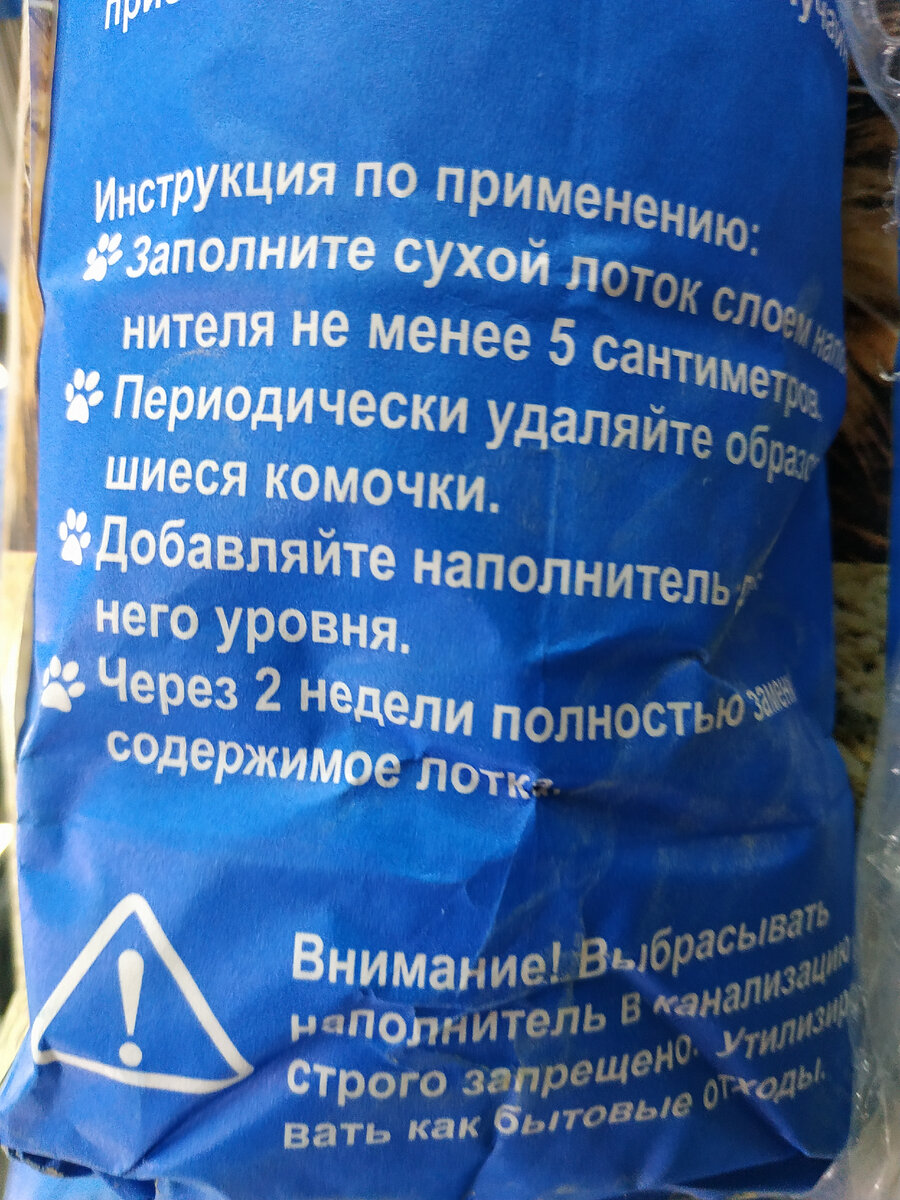 Инструкция по применению:
Заполните сухой лоток слоем
нителя не менее 5 сантиметров.
Периодически удаляйте
шиеся комочки.
Добавляйте наполнитель
него уровня.
Через 2 недели полностью
содержимое лотка.
Внимание! Выбрасывать
наполнитель в канализацию
строго запрещено. Утилизиро
вать как бытовые отходы.